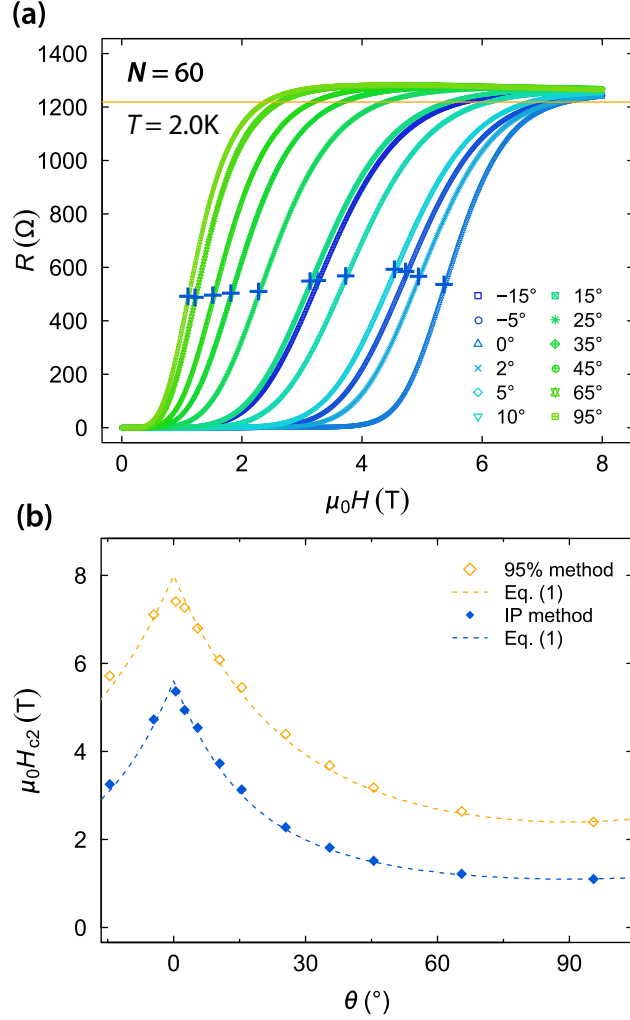 (a)
1400
1200
1000
800
600
400
200
0
R (Ω)
N = 60
T = 2.0K
−15°
−5°
0°
2°
5°
10°
15°
25°
35°
45°
65°
95°
0 2 4 6 8
μ₀H (T)
(b)
8
6
4
2
0
μ₀Hc2 (T)
95% method
Eq. (1)
IP method
Eq. (1)
0 30 60 90
θ (°)